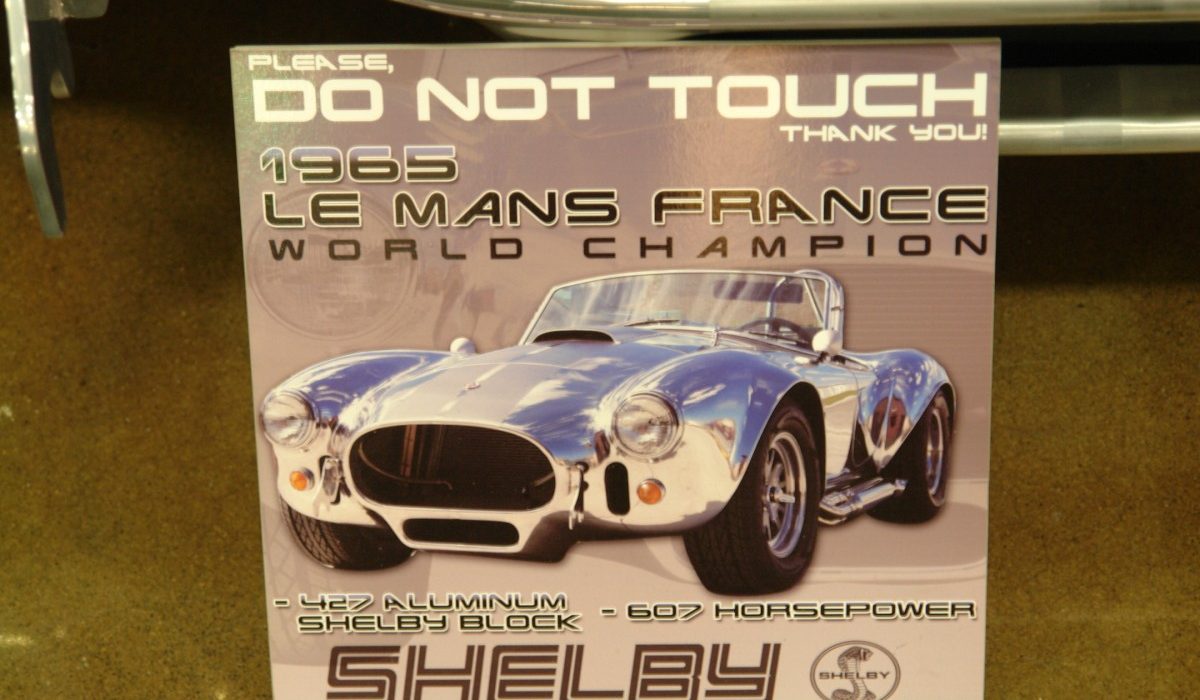 PLEASE,
DO NOT TOUCH
THANK YOU!
1965
LE MANS FRANCE
WORLD CHAMPION
- 427 ALUMINUM
SHELBY BLOCK
- 607 HORSEPOWER
SHELBY
SHELBY